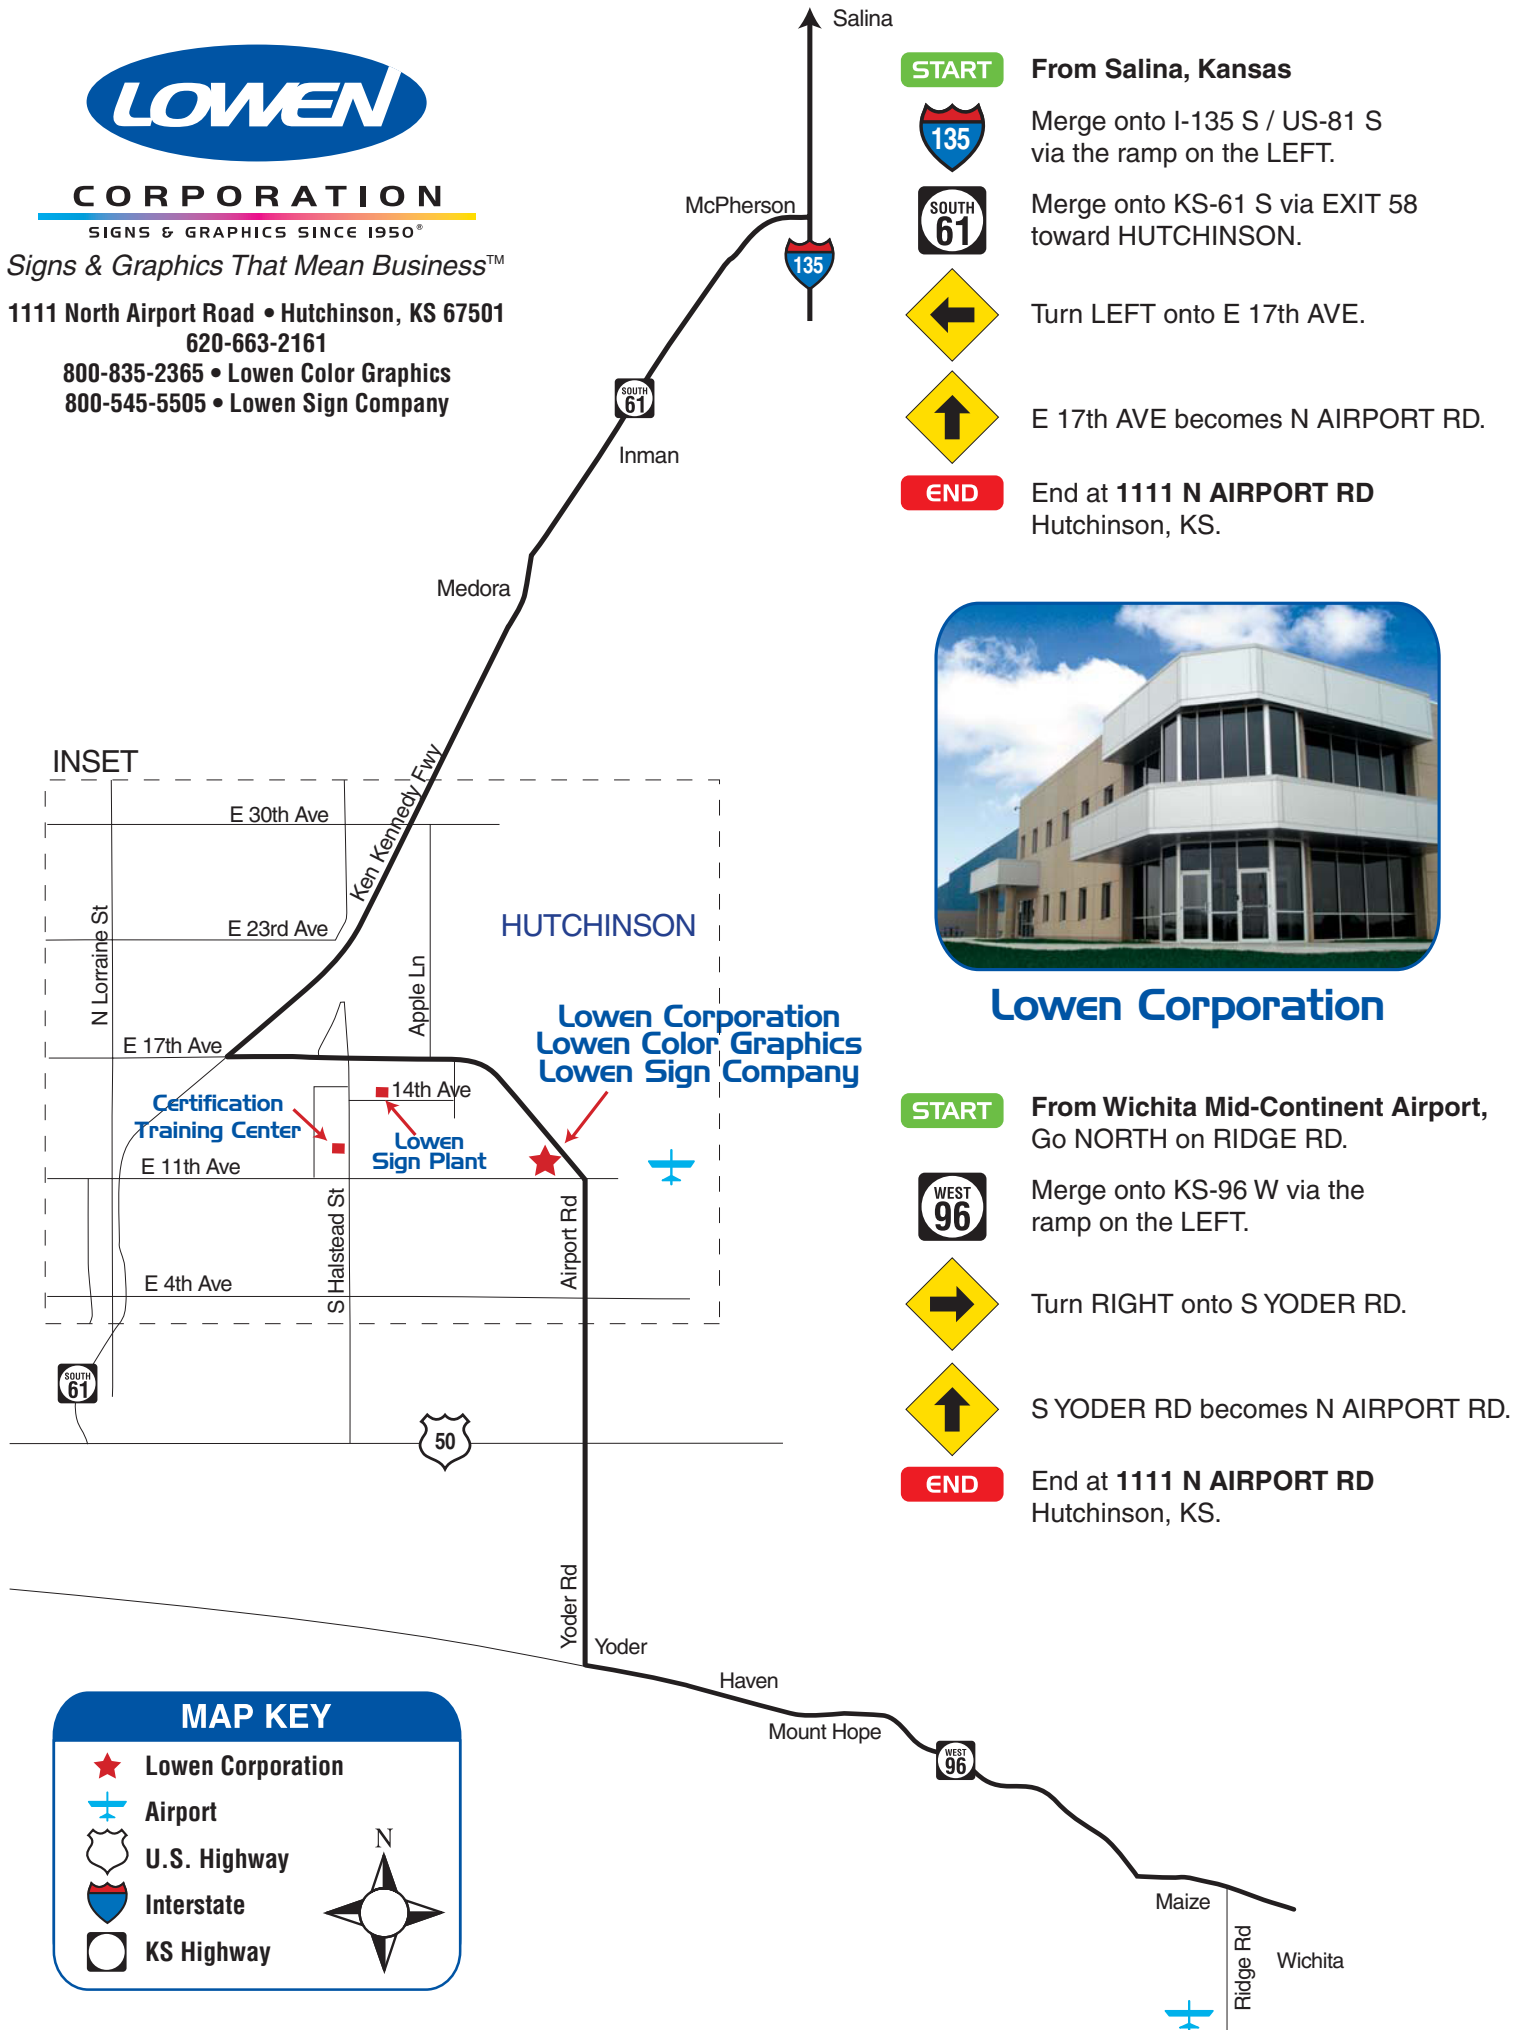 LOWEN
CORPORATION
SIGNS & GRAPHICS SINCE 1950®
Signs & Graphics That Mean Business™
1111 North Airport Road • Hutchinson, KS 67501
620-663-2161
800-835-2365 • Lowen Color Graphics
800-545-5505 • Lowen Sign Company
START
From Salina, Kansas
135
Merge onto I-135 S / US-81 S
via the ramp on the LEFT.
SOUTH
61
Merge onto KS-61 S via EXIT 58
toward HUTCHINSON.
Turn LEFT onto E 17th AVE.
E 17th AVE becomes N AIRPORT RD.
END
End at 1111 N AIRPORT RD
Hutchinson, KS.
Lowen Corporation
START
From Wichita Mid-Continent Airport,
Go NORTH on RIDGE RD.
WEST
96
Merge onto KS-96 W via the
ramp on the LEFT.
Turn RIGHT onto S YODER RD.
S YODER RD becomes N AIRPORT RD.
END
End at 1111 N AIRPORT RD
Hutchinson, KS.
Salina
McPherson
135
SOUTH
61
Inman
Medora
INSET
Ken Kennedy Fwy
E 30th Ave
E 23rd Ave
N Lorraine St
HUTCHINSON
Apple Ln
E 17th Ave
Lowen Corporation
Lowen Color Graphics
Lowen Sign Company
14th Ave
Certification
Training Center
Lowen
Sign Plant
E 11th Ave
S Halstead St
Airport Rd
E 4th Ave
SOUTH
61
50
Yoder Rd
Yoder
Haven
Mount Hope
WEST
96
Maize
Ridge Rd
Wichita
MAP KEY
Lowen Corporation
Airport
U.S. Highway
Interstate
KS Highway
N